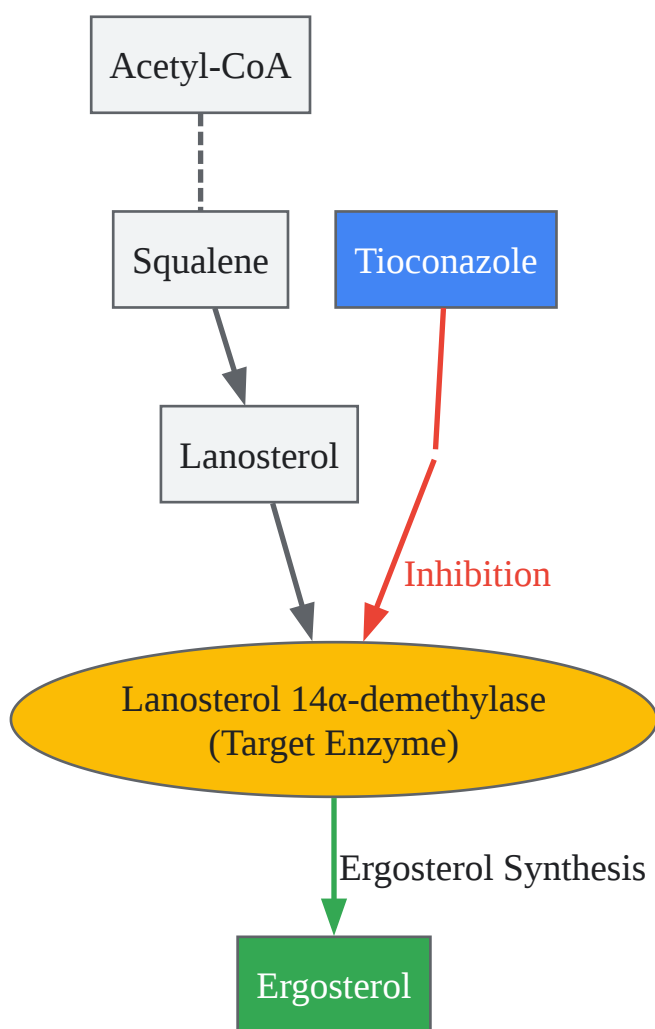 Acetyl-CoA
Squalene
Tioconazole
Lanosterol
Inhibition
Lanosterol 14α-demethylase
(Target Enzyme)
Ergosterol Synthesis
Ergosterol